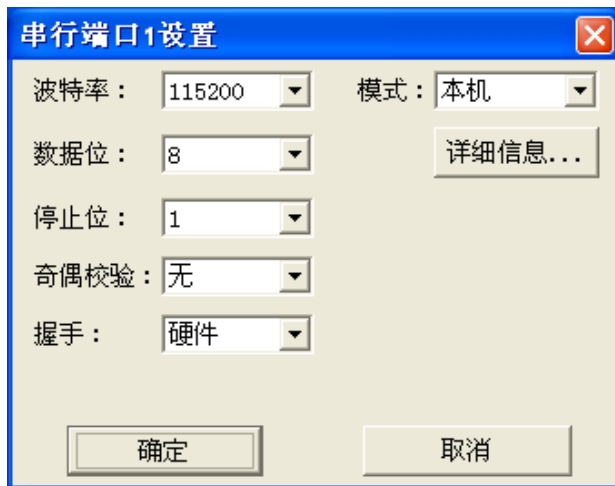 串行端口1设置
波特率： 115200 模式：本机
数据位： 8 详细信息...
停止位： 1
奇偶校验：无
握手： 硬件
确定 取消